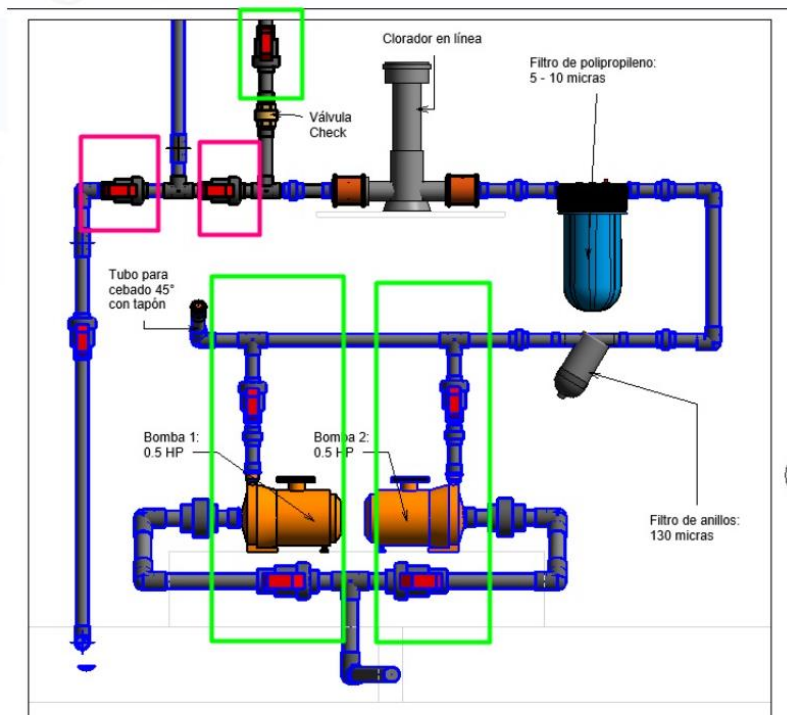 Clorador en línea
Filtro de polipropileno:
5 - 10 micras
Válvula
Check
Tubo para
cebado 45°
con tapón
Bomba 1:
0.5 HP
Bomba 2:
0.5 HP
Filtro de anillos:
130 micras